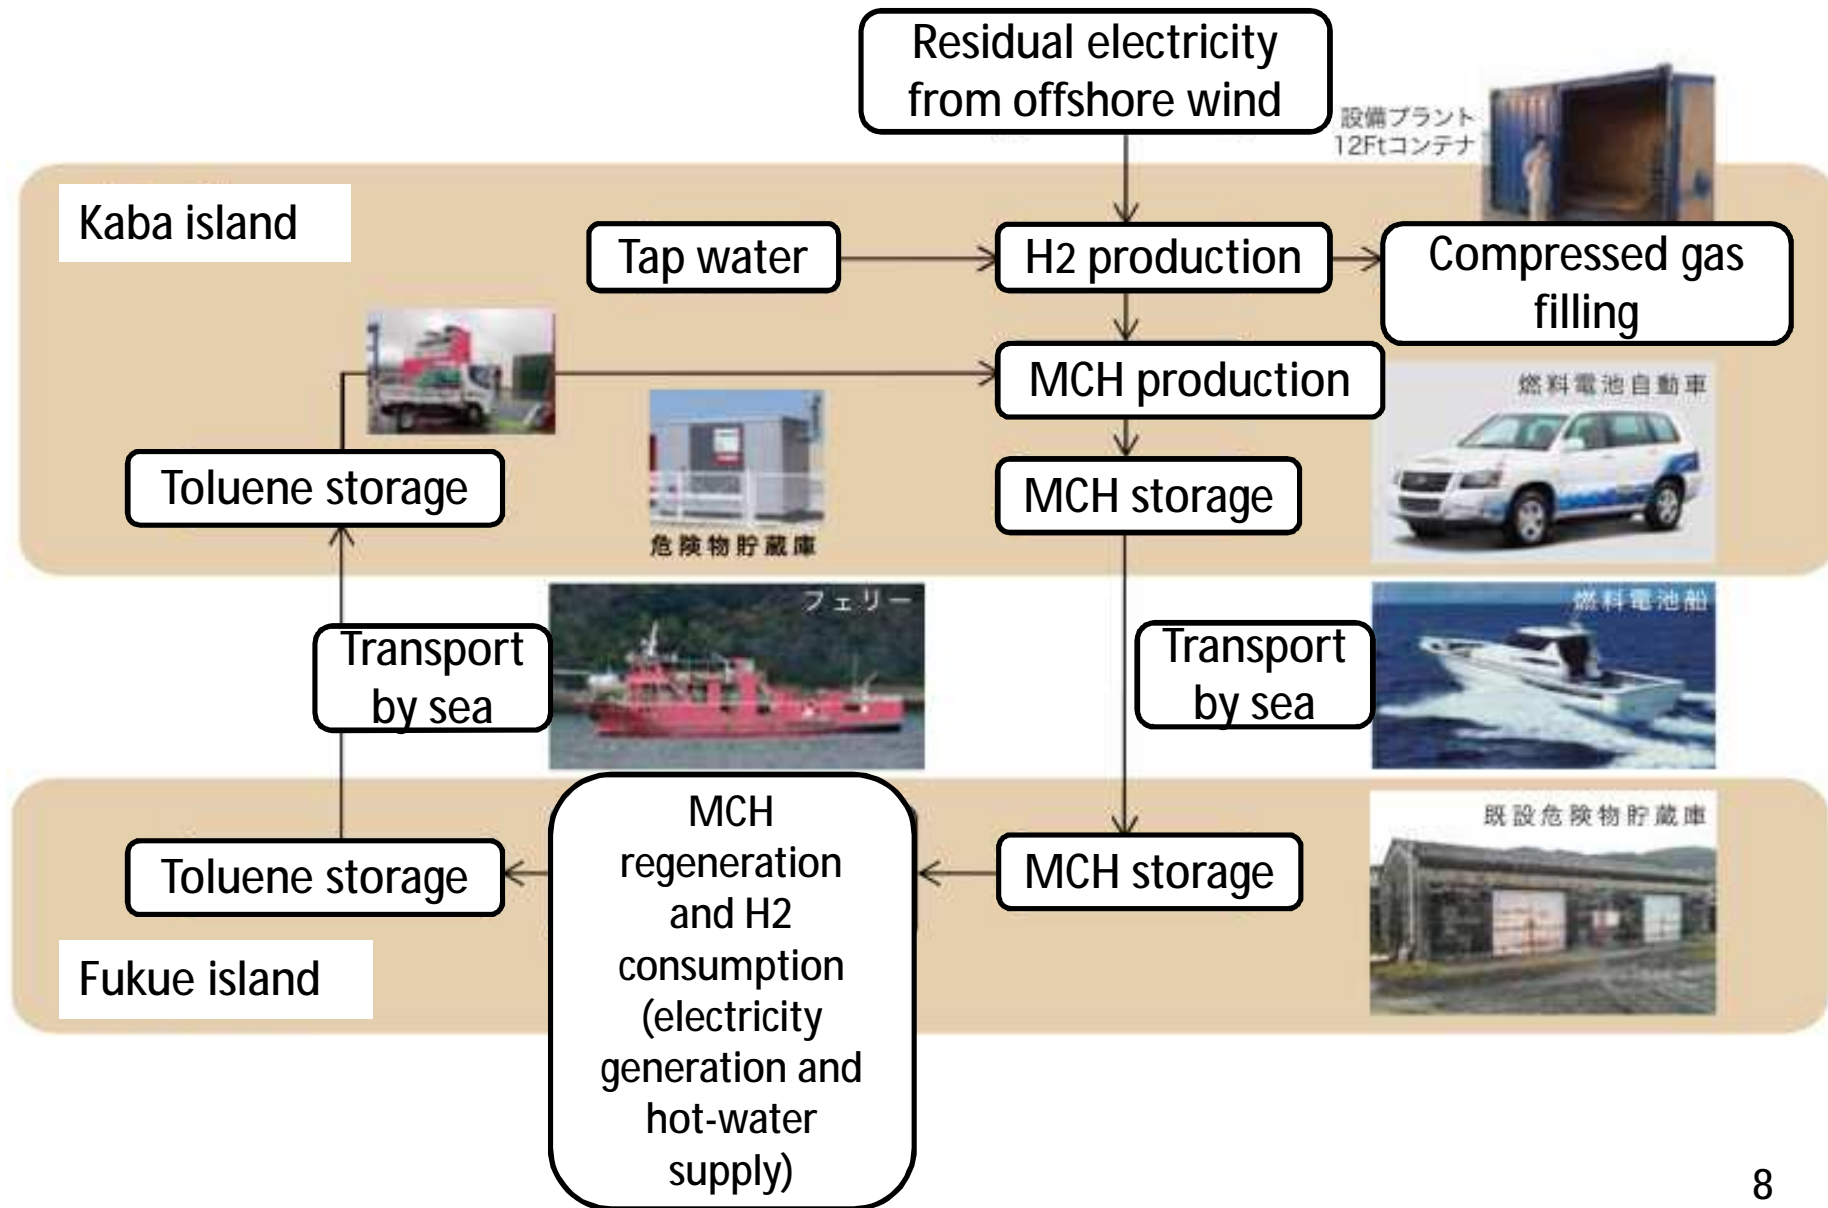 Residual electricity
from offshore wind
設備プラント
12Ftコンテナ
Kaba island
Tap water
H2 production
Compressed gas
filling
MCH production
燃料電池自動車
Toluene storage
MCH storage
危険物貯蔵庫
フェリー
燃料電池船
Transport
by sea
Transport
by sea
MCH
regeneration
and H2
consumption
(electricity
generation and
hot-water
supply)
既設危険物貯蔵庫
Toluene storage
MCH storage
Fukue island
8